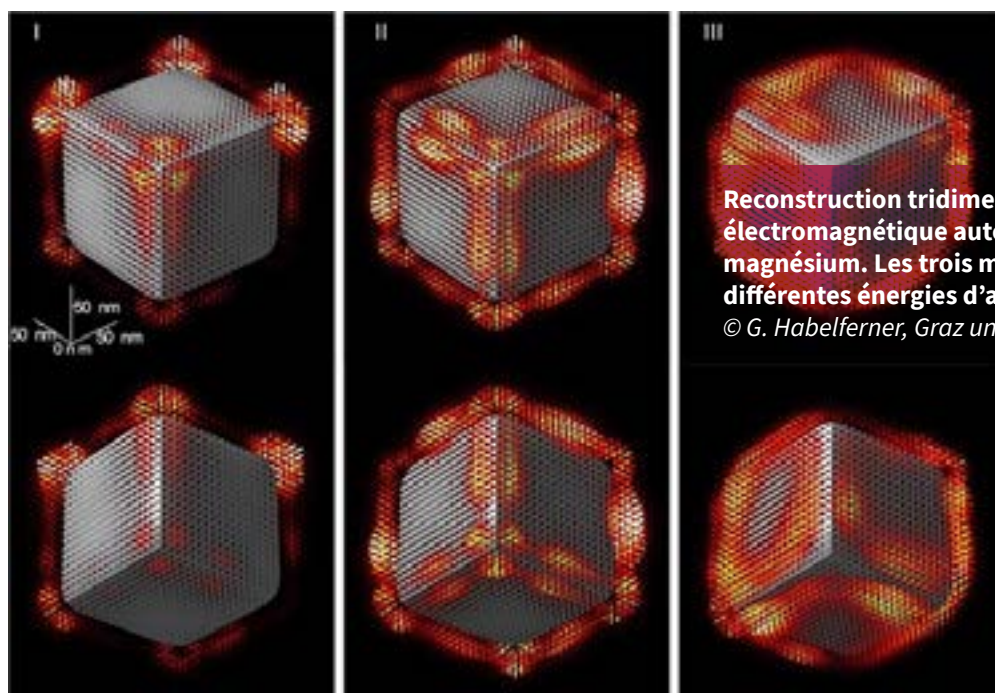 I
II
III
Reconstruction tridime
électromagnétique aut
magnésium. Les trois m
différentes énergies d'a
© G. Habelferner, Graz un
50 nm
50 nm
50 nm
0 nm